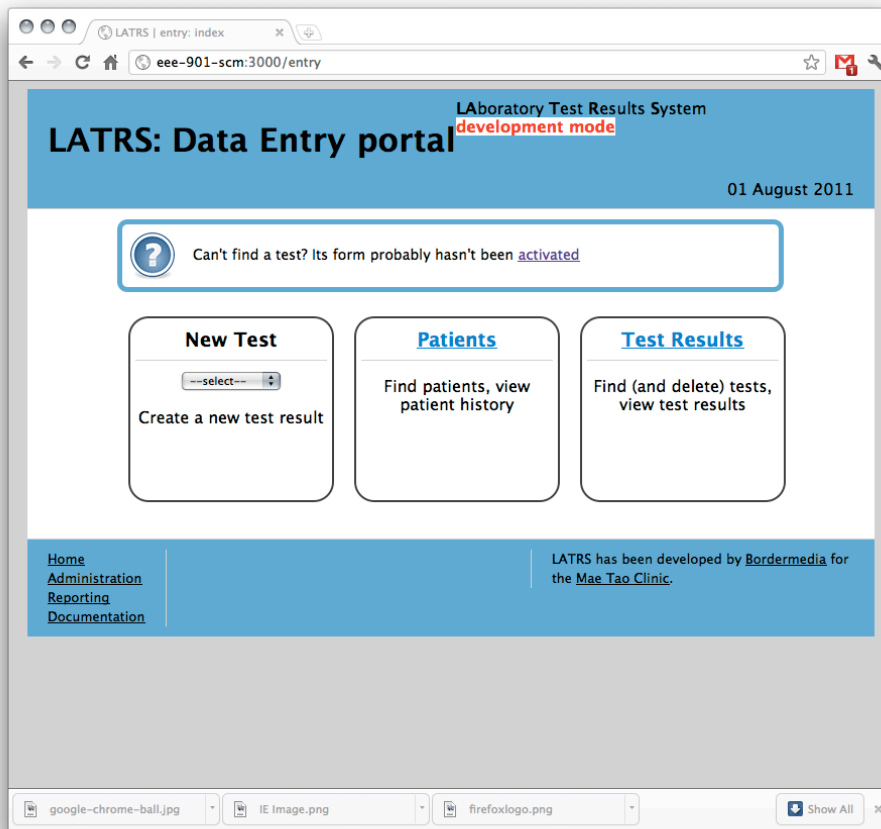 LATRS | entry: index
eee-901-scm:3000/entry
1
LABoratory Test Results System
LATRS: Data Entry portal
development mode
01 August 2011
?
Can't find a test? Its form probably hasn't been activated
New Test
--select--
Create a new test result
Patients
Find patients, view
patient history
Test Results
Find (and delete) tests,
view test results
Home
Administration
Reporting
Documentation
LATRS has been developed by Bordermedia for
the Mae Tao Clinic.
google-chrome-ball.jpg
IE Image.png
firefoxlogo.png
Show All